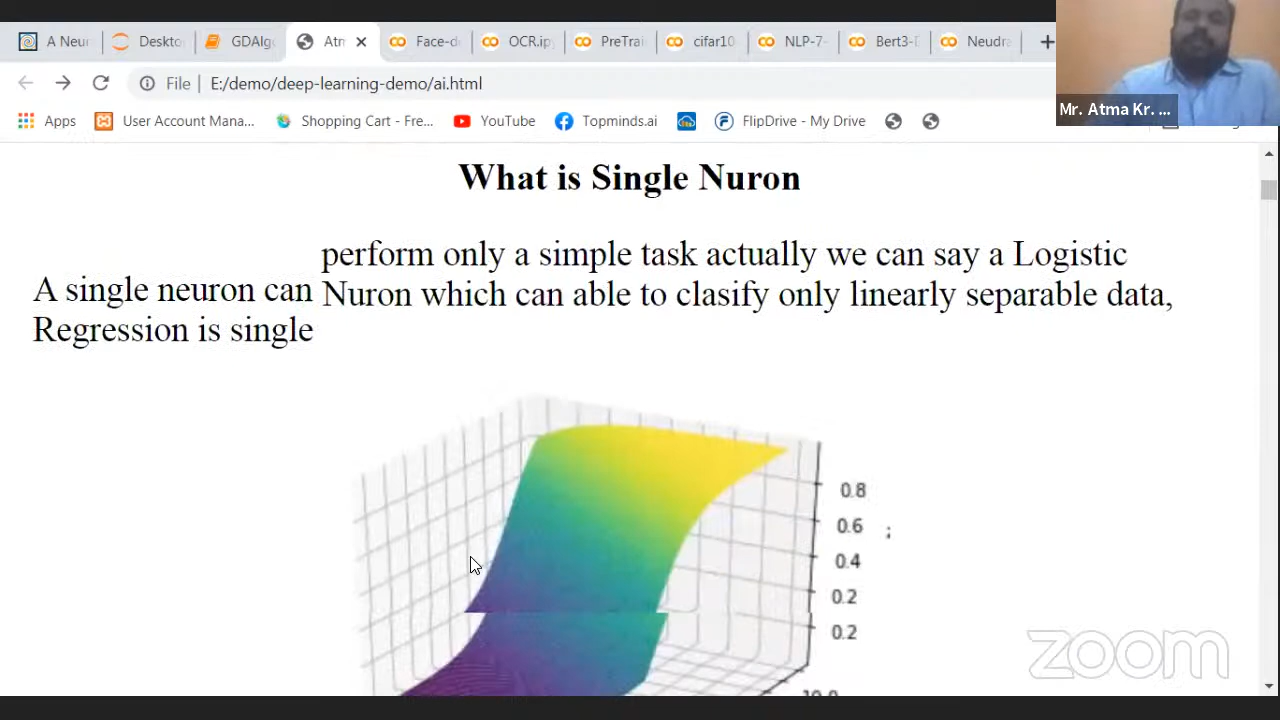 A Neu
Deskto
GDAlg
Atm
Face-d
OCR.ip
PreTrai
cifar10
NLP-7-
Bert3-D
Neudra
File
E:/demo/deep-learning-demo/ai.html
Mr. Atma Kr. ...
Apps
User Account Mana...
Shopping Cart - Fre...
YouTube
Topminds.ai
FlipDrive - My Drive
What is Single Nuron
perform only a simple task actually we can say a Logistic
A single neuron can
Nuron which can able to clasify only linearly separable data,
Regression is single
0.8
0.6
0.4
0.2
0.2
zoom